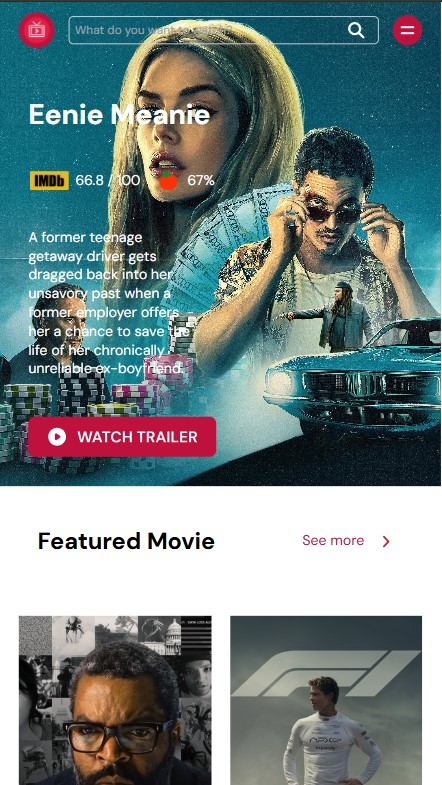 What do you want to watch?
Eenie Meanie
IMDb 66.8 / 100 67%
A former teenage
getaway driver gets
dragged back into her
unsavory past when a
former employer offers
her a chance to save the
life of her chronically
unreliable ex-boyfriend.
WATCH TRAILER
Featured Movie
See more